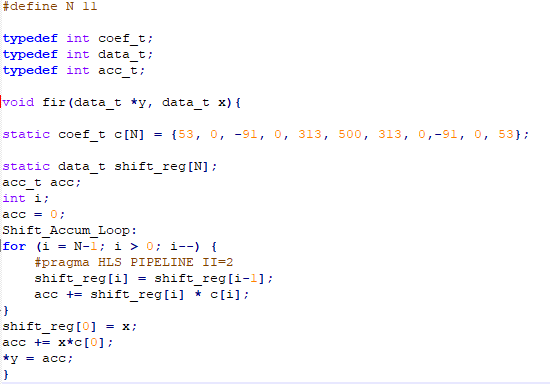 #define N 11
typedef int coef_t;
typedef int data_t;
typedef int acc_t;
void fir(data_t *y, data_t x){
static coef_t c[N] = {53, 0, -91, 0, 313, 500, 313, 0,-91, 0, 53};
static data_t shift_reg[N];
acc_t acc;
int i;
acc = 0;
Shift_Accum_Loop:
for (i = N-1; i > 0; i--) {
#pragma HLS PIPELINE II=2
shift_reg[i] = shift_reg[i-1];
acc += shift_reg[i] * c[i];
}
shift_reg[0] = x;
acc += x*c[0];
*y = acc;
}